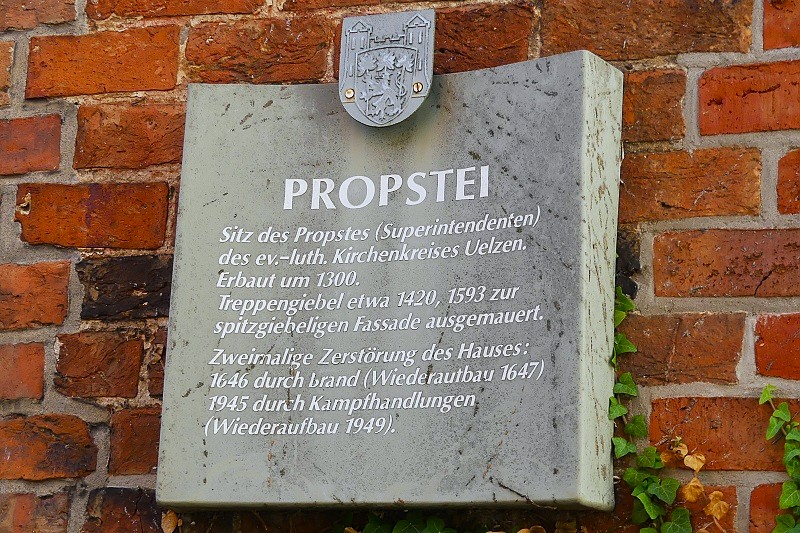 PROPSTEI
Sitz des Propstes (Superintendenten)
des ev.-luth. Kirchenkreises Uelzen.
Erbaut um 1300.
Treppengiebel etwa 1420, 1593 zur
spitzgiebeligen Fassade ausgemauert.
Zweimalige Zerstörung des Hauses:
1646 durch Brand (Wiederaufbau 1647)
1945 durch Kampfhandlungen
(Wiederaufbau 1949).